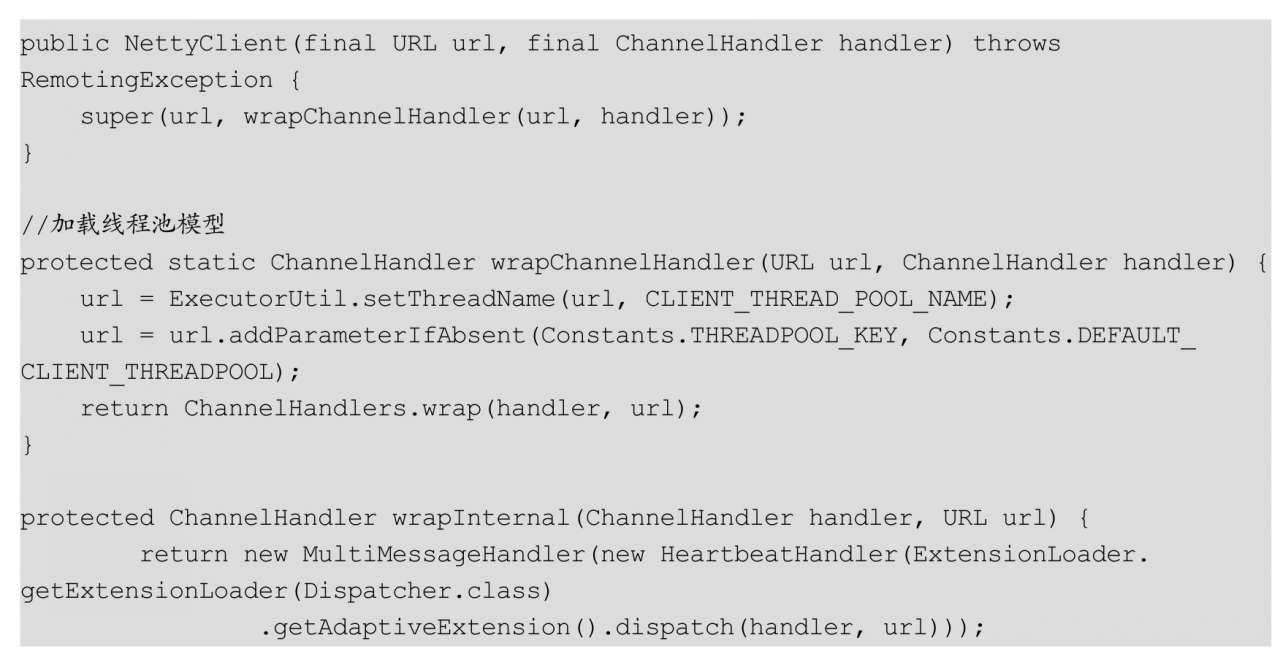 public NettyClient(final URL url, final ChannelHandler handler) throws
RemotingException {
    super(url, wrapChannelHandler(url, handler));
}

//加载线程池模型
protected static ChannelHandler wrapChannelHandler(URL url, ChannelHandler handler) {
    url = ExecutorUtil.setThreadName(url, CLIENT_THREAD_POOL_NAME);
    url = url.addParameterIfAbsent(Constants.THREADPOOL_KEY, Constants.DEFAULT_
CLIENT_THREADPOOL);
    return ChannelHandlers.wrap(handler, url);
}

protected ChannelHandler wrapInternal(ChannelHandler handler, URL url) {
        return new MultiMessageHandler(new HeartbeatHandler(ExtensionLoader.
getExtensionLoader(Dispatcher.class)
                .getAdaptiveExtension().dispatch(handler, url)));